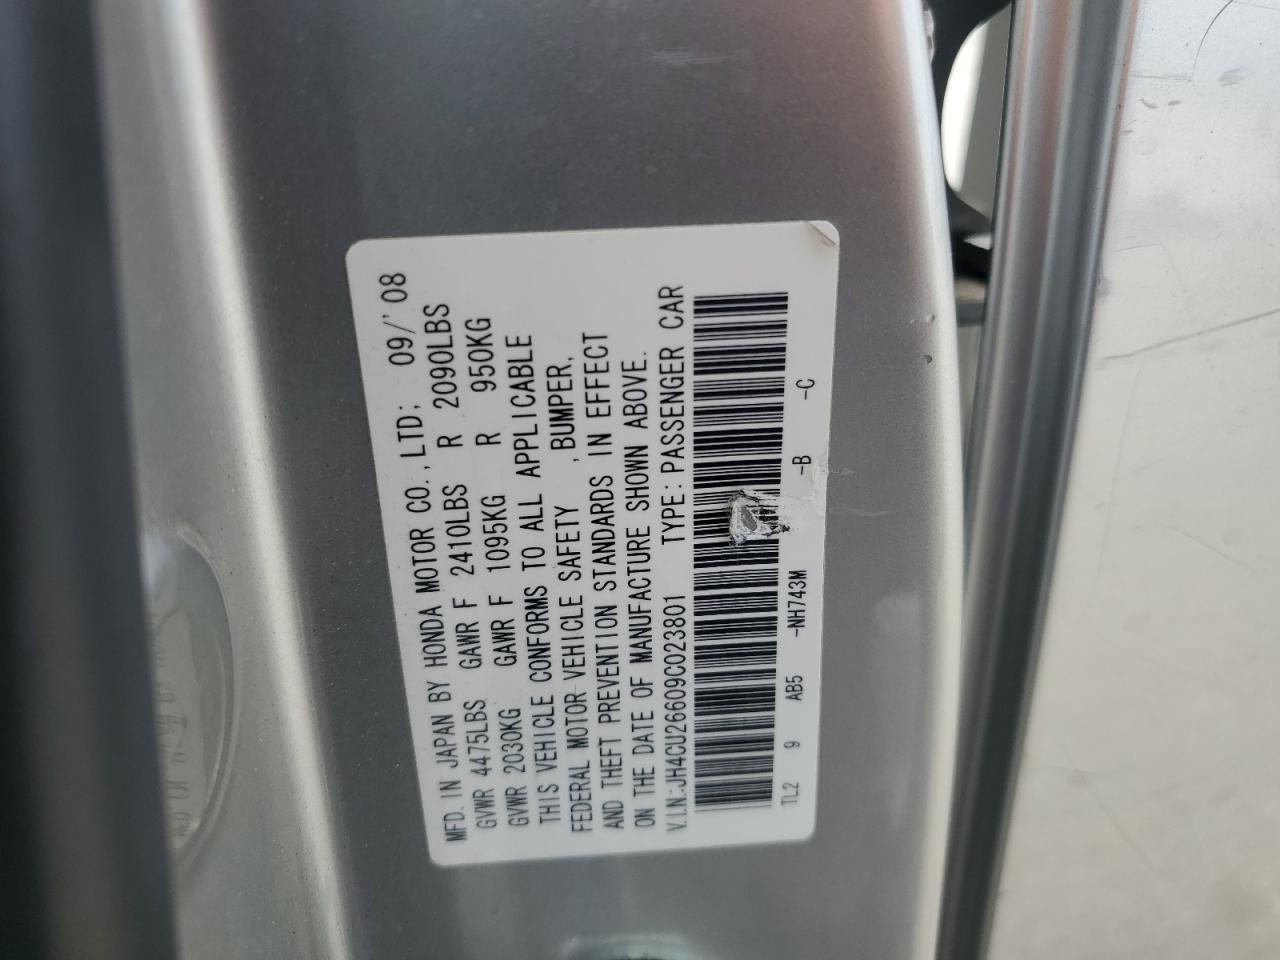 MFD. IN JAPAN BY HONDA MOTOR CO., LTD; 09/'08
GVWR 4475LBS GAWR F 2410LBS R 2090LBS
GVWR 2030KG GAWR F 1095KG R 950KG
THIS VEHICLE CONFORMS TO ALL APPLICABLE
FEDERAL MOTOR VEHICLE SAFETY , BUMPER,
AND THEFT PREVENTION STANDARDS IN EFFECT
ON THE DATE OF MANUFACTURE SHOWN ABOVE.
V.I.N.:JH4CU26609C023801 TYPE: PASSENGER CAR
TL2 9 AB5 -NH743M -B -C